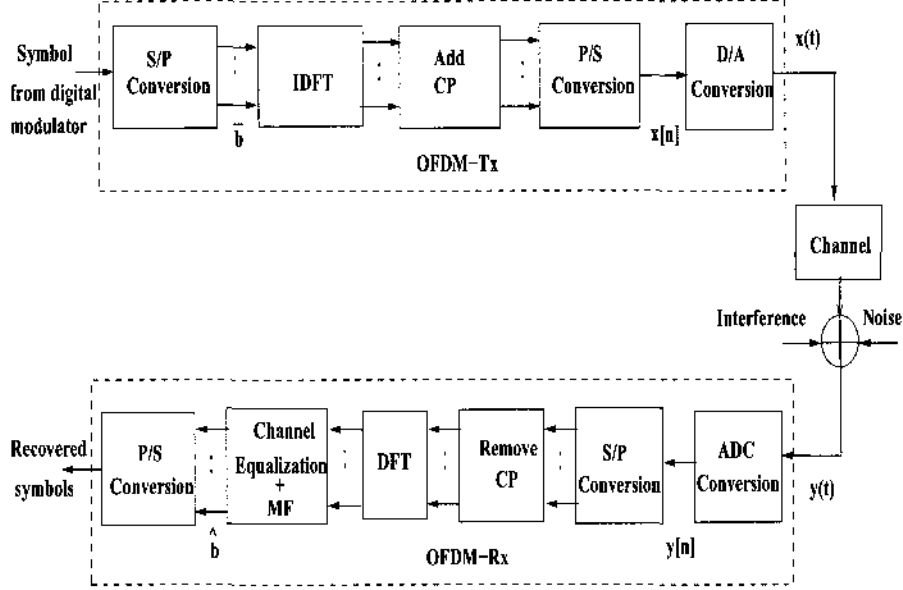 Symbol
from digital
modulator
S/P
Conversion
b̄
IDFT
Add
CP
P/S
Conversion
x[n]
D/A
Conversion
x(t)
OFDM-Tx
Channel
Interference
Noise
y(t)
ADC
Conversion
y[n]
S/P
Conversion
Remove
CP
DFT
Channel
Equalization
+
MF
b̂
P/S
Conversion
Recovered
symbols
OFDM-Rx